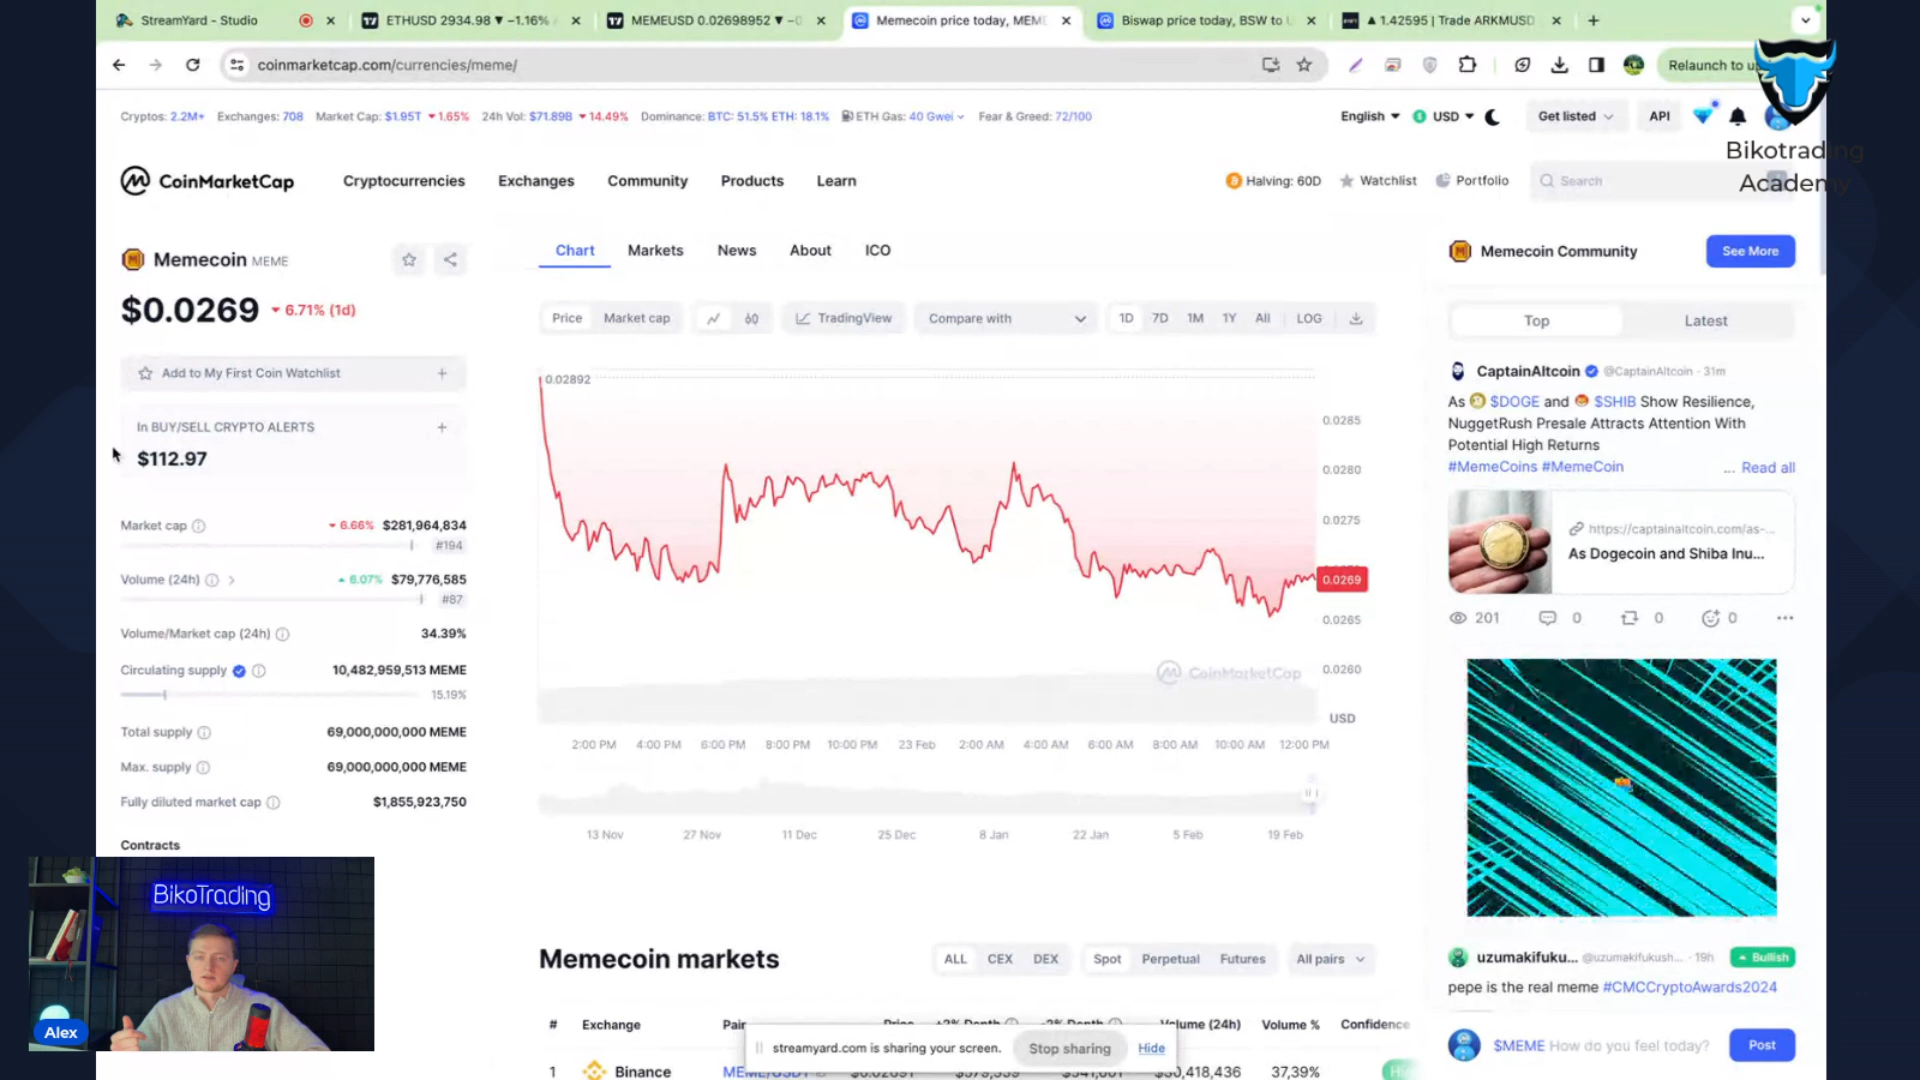 StreamYard - Studio
ETHUSD 2934.98 ▼ −1.16%
MEMEUSD 0.02698952 ▼
Memecoin price today, MEM
Biswap price today, BSW to
▲ 1.42595 | Trade ARKMUSD
coinmarketcap.com/currencies/meme/
Relaunch to
Cryptos: 2.2M+ Exchanges: 708 Market Cap: $1.95T ▼ 1.65% 24h Vol: $71.89B ▼ 14.49% Dominance: BTC: 51.5% ETH: 18.1% ETH Gas: 40 Gwei Fear & Greed: 72/100
English USD Get listed API
Bikotrading
Academy
CoinMarketCap Cryptocurrencies Exchanges Community Products Learn
Halving: 60D Watchlist Portfolio Search
Memecoin MEME
$0.0269 ▼ 6.71% (1d)
Add to My First Coin Watchlist +
In BUY/SELL CRYPTO ALERTS +
$112.97
Market cap ▼ 6.66% $281,964,834
#194
Volume (24h) ▲ 6.07% $79,776,585
#87
Volume/Market cap (24h) 34.39%
Circulating supply 10,482,959,513 MEME
15.19%
Total supply 69,000,000,000 MEME
Max. supply 69,000,000,000 MEME
Fully diluted market cap $1,855,923,750
Contracts
Chart Markets News About ICO
Price Market cap TradingView Compare with 1D 7D 1M 1Y All LOG
0.02892
0.0285
0.0280
0.0275
0.0269
0.0265
0.0260
CoinMarketCap
USD
2:00 PM 4:00 PM 6:00 PM 8:00 PM 10:00 PM 23 Feb 2:00 AM 4:00 AM 6:00 AM 8:00 AM 10:00 AM 12:00 PM
13 Nov 27 Nov 11 Dec 25 Dec 8 Jan 22 Jan 5 Feb 19 Feb
Memecoin markets
ALL CEX DEX Spot Perpetual Futures All pairs
# Exchange Pair Price +2% Depth -2% Depth Volume (24h) Volume % Confidence
1 Binance MEME/USDT 37,39%
streamyard.com is sharing your screen. Stop sharing Hide
Memecoin Community See More
Top Latest
CaptainAltcoin @CaptainAltcoin · 31m
As $DOGE and $SHIB Show Resilience,
NuggetRush Presale Attracts Attention With
Potential High Returns
#MemeCoins #MemeCoin ... Read all
https://captainaltcoin.com/as-...
As Dogecoin and Shiba Inu...
201 0 0 0
uzumakifuku... @uzumakifukush... · 19h Bullish
pepe is the real meme #CMCCryptoAwards2024
$MEME How do you feel today? Post
BikoTrading
Alex